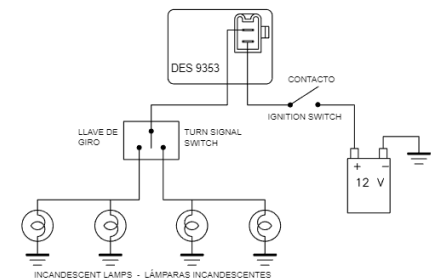 DES 9353
CONTACTO
IGNITION SWITCH
LLAVE DE
GIRO
TURN SIGNAL
SWITCH
+ –
12 V
INCANDESCENT LAMPS - LÁMPARAS INCANDESCENTES